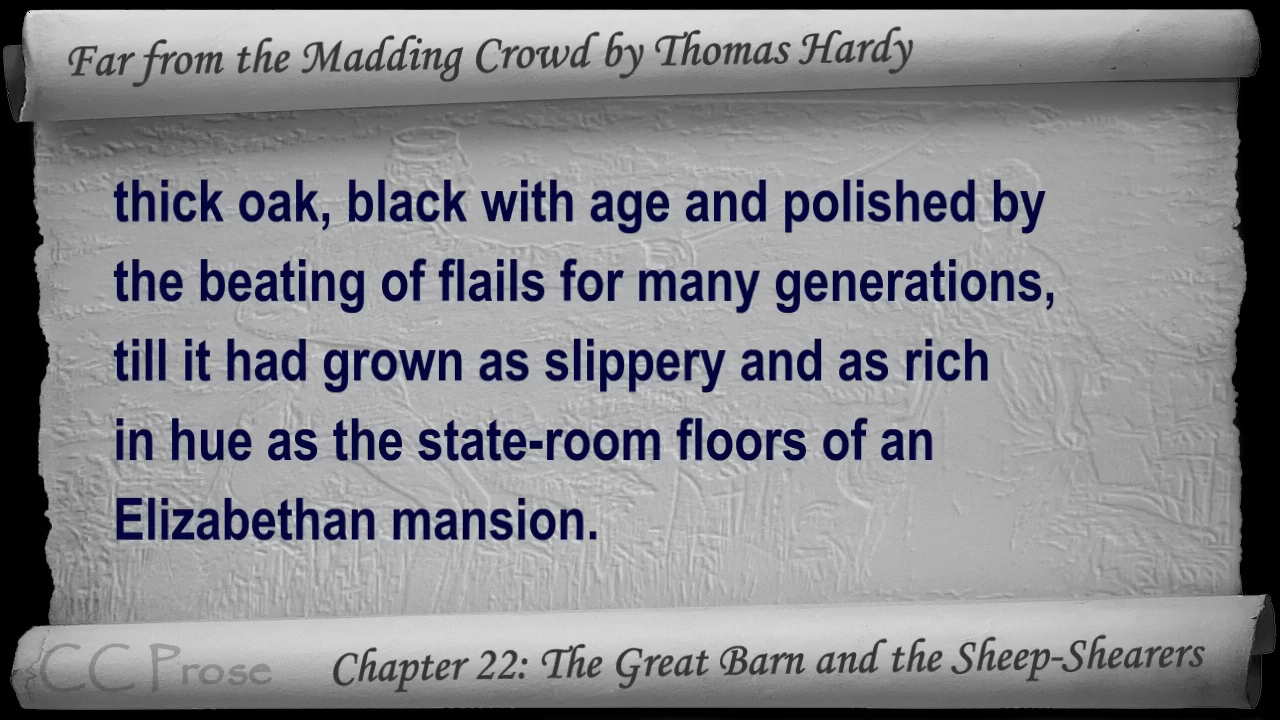 Far from the Madding Crowd by Thomas Hardy
thick oak, black with age and polished by
the beating of flails for many generations,
till it had grown as slippery and as rich
in hue as the state-room floors of an
Elizabethan mansion.
CC Prose
Chapter 22: The Great Barn and the Sheep-Shearers